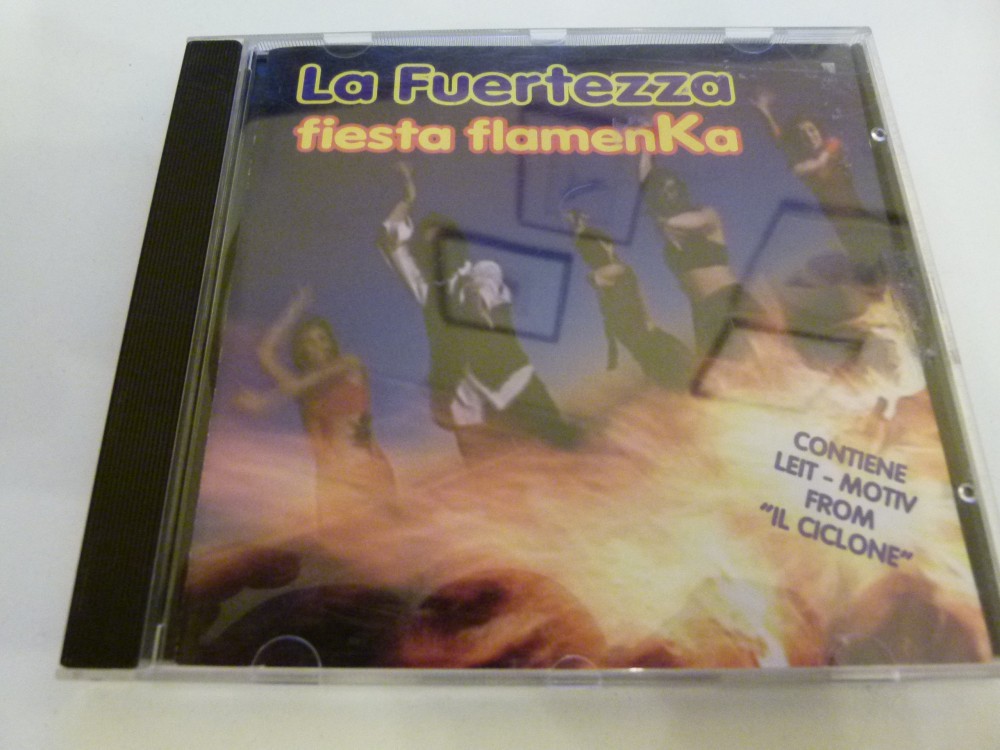 La Fuertezza
fiesta flamenKa
CONTIENE
LEIT - MOTIV
FROM
"IL CICLONE"